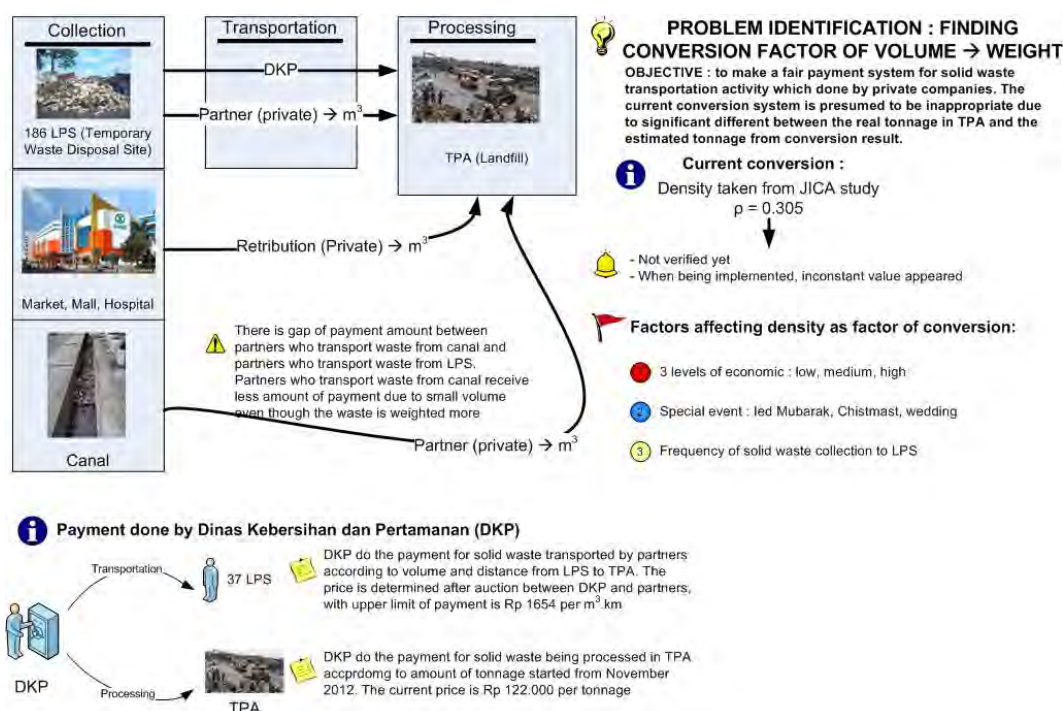 Collection
Transportation
Processing
DKP
Partner (private) → m³
186 LPS (Temporary
Waste Disposal Site)
TPA (Landfill)
Retribution (Private) → m³
Market, Mall, Hospital
There is gap of payment amount between
partners who transport waste from canal and
partners who transport waste from LPS.
Partners who transport waste from canal receive
less amount of payment due to small volume
even though the waste is weighted more
Partner (private) → m³
Canal
PROBLEM IDENTIFICATION : FINDING
CONVERSION FACTOR OF VOLUME → WEIGHT
OBJECTIVE : to make a fair payment system for solid waste
transportation activity which done by private companies. The
current conversion system is presumed to be inappropriate due
to significant different between the real tonnage in TPA and the
estimated tonnage from conversion result.
Current conversion :
Density taken from JICA study
ρ = 0.305
- Not verified yet
- When being implemented, inconstant value appeared
Factors affecting density as factor of conversion:
3 levels of economic : low, medium, high
2 Special event : Ied Mubarak, Chistmast, wedding
3 Frequency of solid waste collection to LPS
Payment done by Dinas Kebersihan dan Pertamanan (DKP)
Transportation
37 LPS
DKP do the payment for solid waste transported by partners
according to volume and distance from LPS to TPA. The
price is determined after auction between DKP and partners,
with upper limit of payment is Rp 1654 per m³.km
DKP
Processing
TPA
DKP do the payment for solid waste being processed in TPA
accprdomg to amount of tonnage started from November
2012. The current price is Rp 122.000 per tonnage